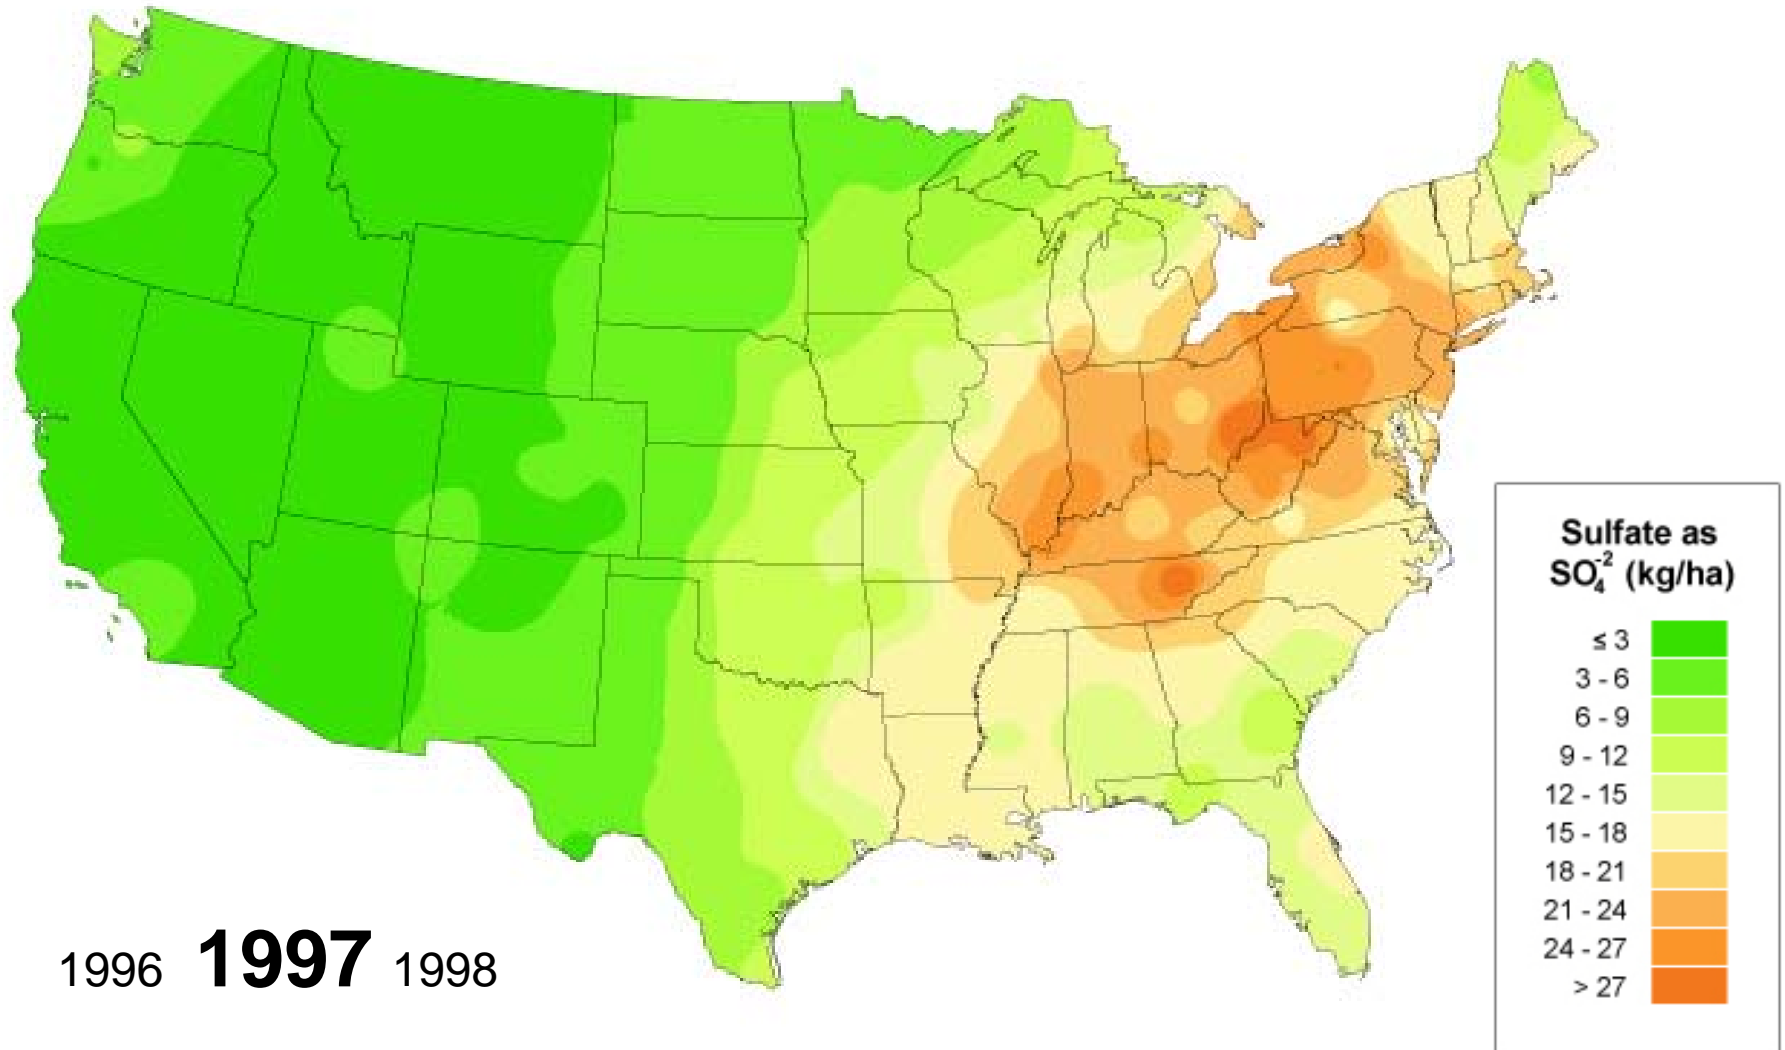 Sulfate as
SO₄⁻² (kg/ha)
≤ 3
3 - 6
6 - 9
9 - 12
12 - 15
15 - 18
18 - 21
21 - 24
24 - 27
> 27
1996 1997 1998